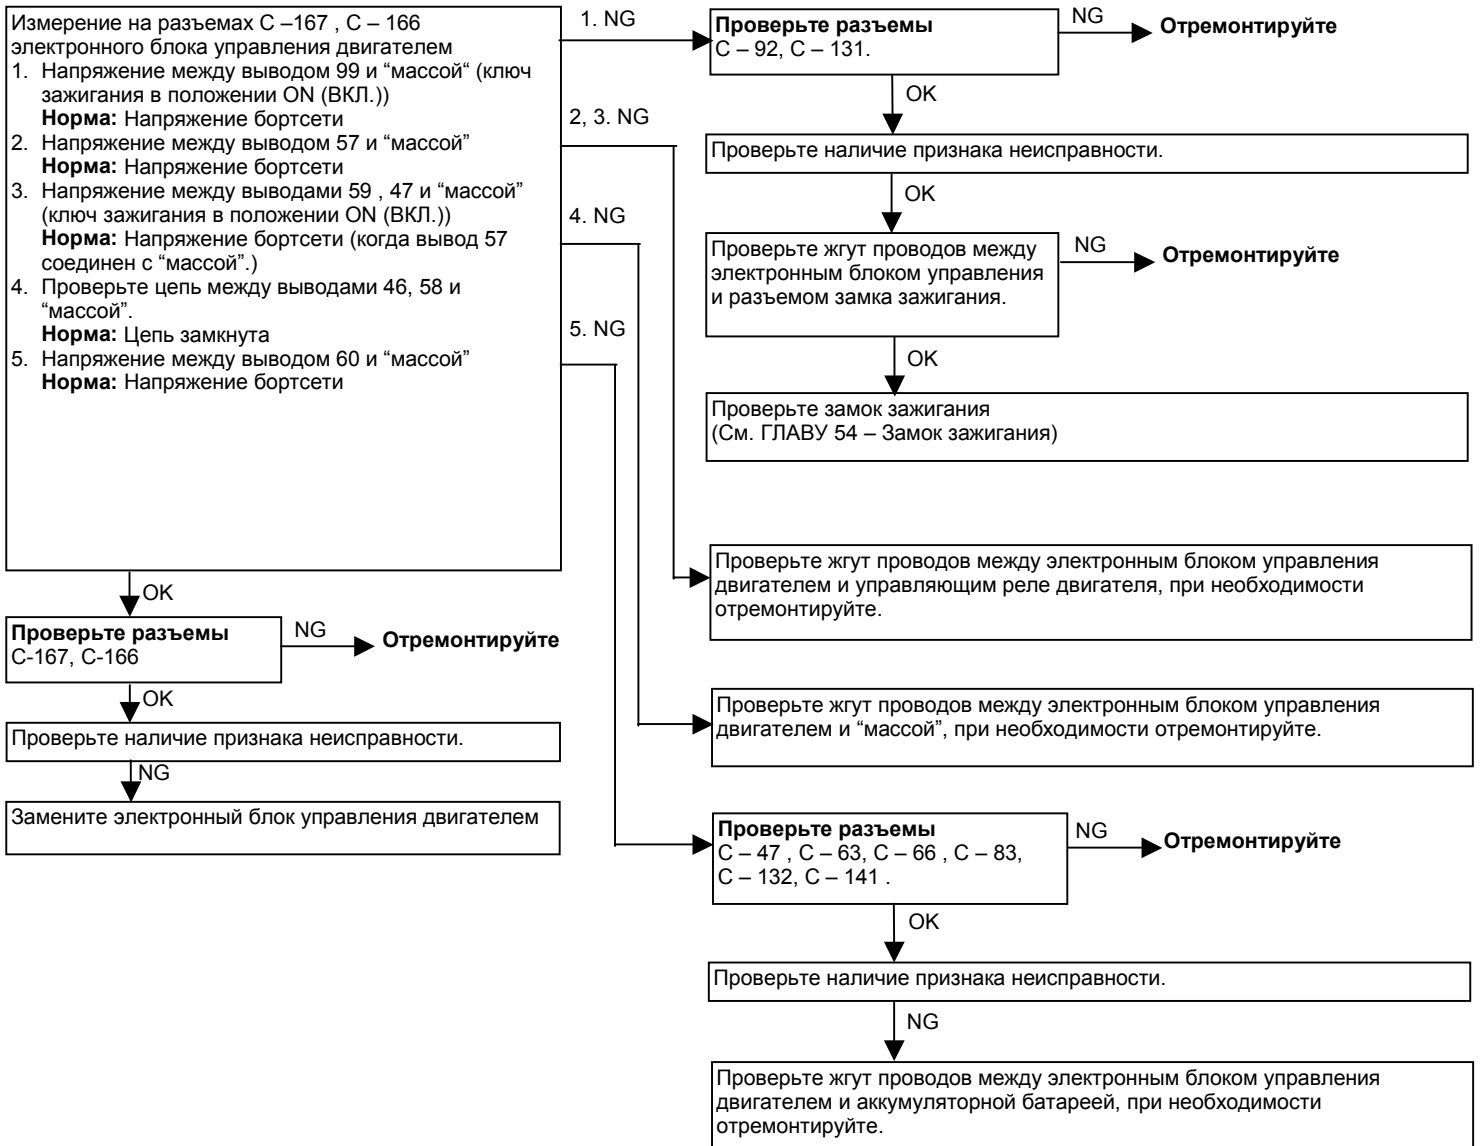 Измерение на разъемах С –167 , С – 166
электронного блока управления двигателем
1. Напряжение между выводом 99 и “массой“ (ключ
зажигания в положении ON (ВКЛ.))
Норма: Напряжение бортсети
2. Напряжение между выводом 57 и “массой”
Норма: Напряжение бортсети
3. Напряжение между выводами 59 , 47 и “массой”
(ключ зажигания в положении ON (ВКЛ.))
Норма: Напряжение бортсети (когда вывод 57
соединен с “массой”.)
4. Проверьте цепь между выводами 46, 58 и
“массой”.
Норма: Цепь замкнута
5. Напряжение между выводом 60 и “массой”
Норма: Напряжение бортсети
OK
Проверьте разъемы
С-167, С-166
NG
Отремонтируйте
OK
Проверьте наличие признака неисправности.
NG
Замените электронный блок управления двигателем
1. NG
Проверьте разъемы
С – 92, С – 131.
NG
Отремонтируйте
OK
Проверьте наличие признака неисправности.
OK
Проверьте жгут проводов между
электронным блоком управления
и разъемом замка зажигания.
NG
Отремонтируйте
OK
Проверьте замок зажигания
(См. ГЛАВУ 54 – Замок зажигания)
2, 3. NG
Проверьте жгут проводов между электронным блоком управления
двигателем и управляющим реле двигателя, при необходимости
отремонтируйте.
4. NG
Проверьте жгут проводов между электронным блоком управления
двигателем и “массой”, при необходимости отремонтируйте.
5. NG
Проверьте разъемы
С – 47 , С – 63, С – 66 , С – 83,
С – 132, С – 141 .
NG
Отремонтируйте
OK
Проверьте наличие признака неисправности.
NG
Проверьте жгут проводов между электронным блоком управления
двигателем и аккумуляторной батареей, при необходимости
отремонтируйте.